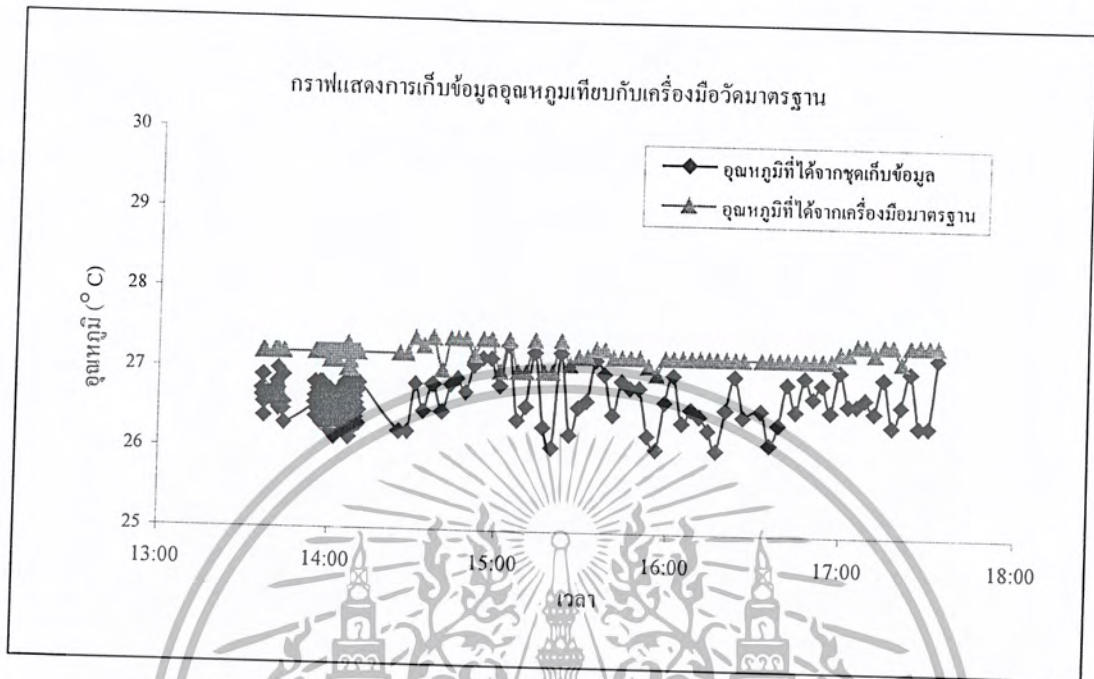 กราฟแสดงการเก็บข้อมูลอุณหภูมเทียบกับเครื่องมือวัดมาตรฐาน
30
29
28
27
26
25
อุณหภูมิ (° C)
อุณหภูมิที่ได้จากชุดเก็บข้อมูล
อุณหภูมิที่ได้จากเครื่องมือมาตรฐาน
13:00 14:00 15:00 16:00 17:00 18:00
เวลา